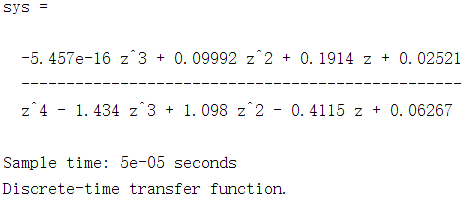 sys =
-5.457e-16 z^3 + 0.09992 z^2 + 0.1914 z + 0.02521
-------------------------------------------------
z^4 - 1.434 z^3 + 1.098 z^2 - 0.4115 z + 0.06267
Sample time: 5e-05 seconds
Discrete-time transfer function.